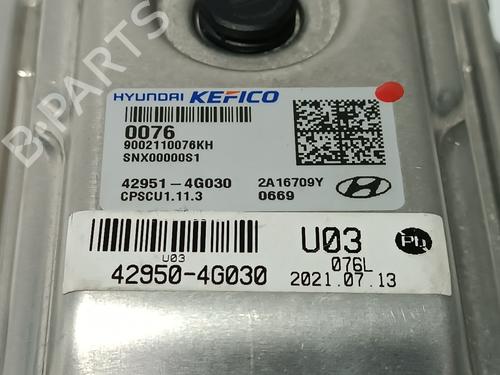 HYUNDAI KEFICO
0076
9002110076KH
SNX00000S1
42951-4G030 2A16709Y
CPSCU1.11.3 0669
U03 Pb
U03 076L
42950-4G030 2021.07.13
B-PARTS